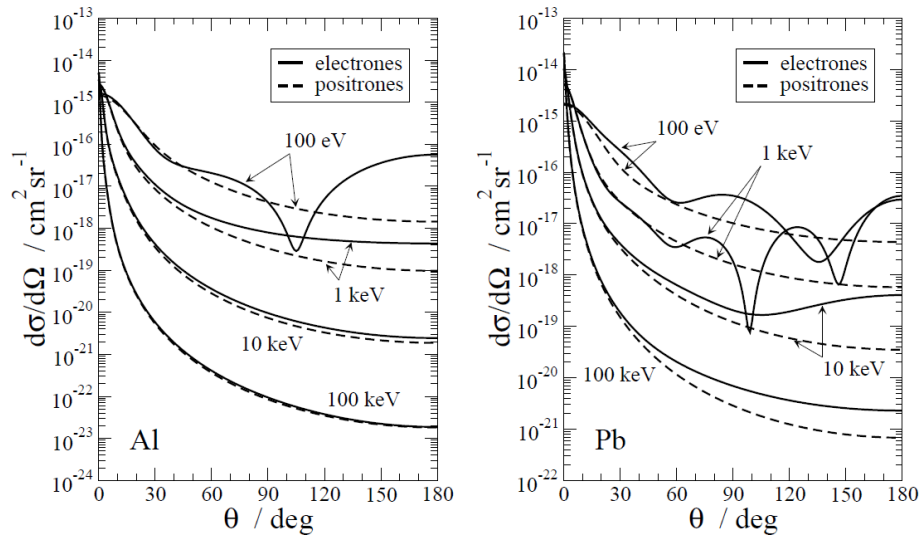 10^-13
10^-14
10^-15
10^-16
10^-17
10^-18
10^-19
10^-20
10^-21
10^-22
10^-23
10^-24
dσ/dΩ / cm² sr⁻¹
electrones
positrones
100 eV
1 keV
10 keV
100 keV
Al
0 30 60 90 120 150 180
θ / deg
10^-13
10^-14
10^-15
10^-16
10^-17
10^-18
10^-19
10^-20
10^-21
10^-22
dσ/dΩ / cm² sr⁻¹
electrones
positrones
100 eV
1 keV
10 keV
100 keV
Pb
0 30 60 90 120 150 180
θ / deg